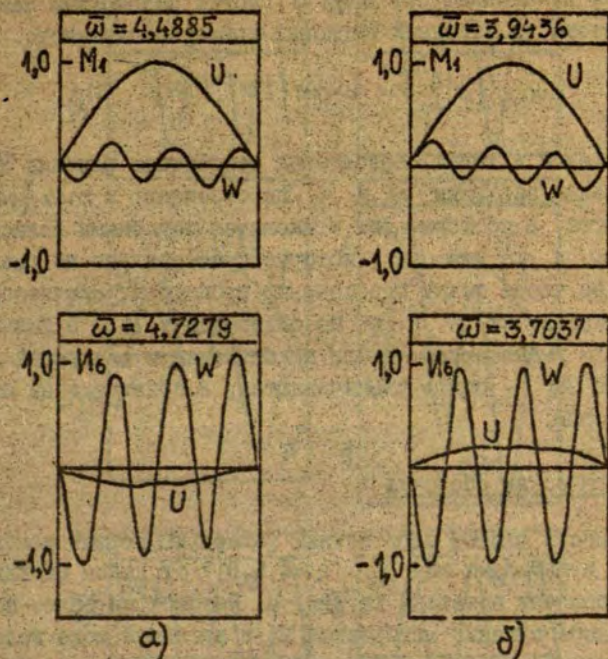 ω̄ = 4,4885
1,0 M₁ U
W
-1,0
ω̄ = 3,9436
1,0 M₁ U
W
-1,0
ω̄ = 4,7279
1,0 И₆ W
U
-1,0
ω̄ = 3,7037
1,0 И₆ W
U
-1,0
а)
б)